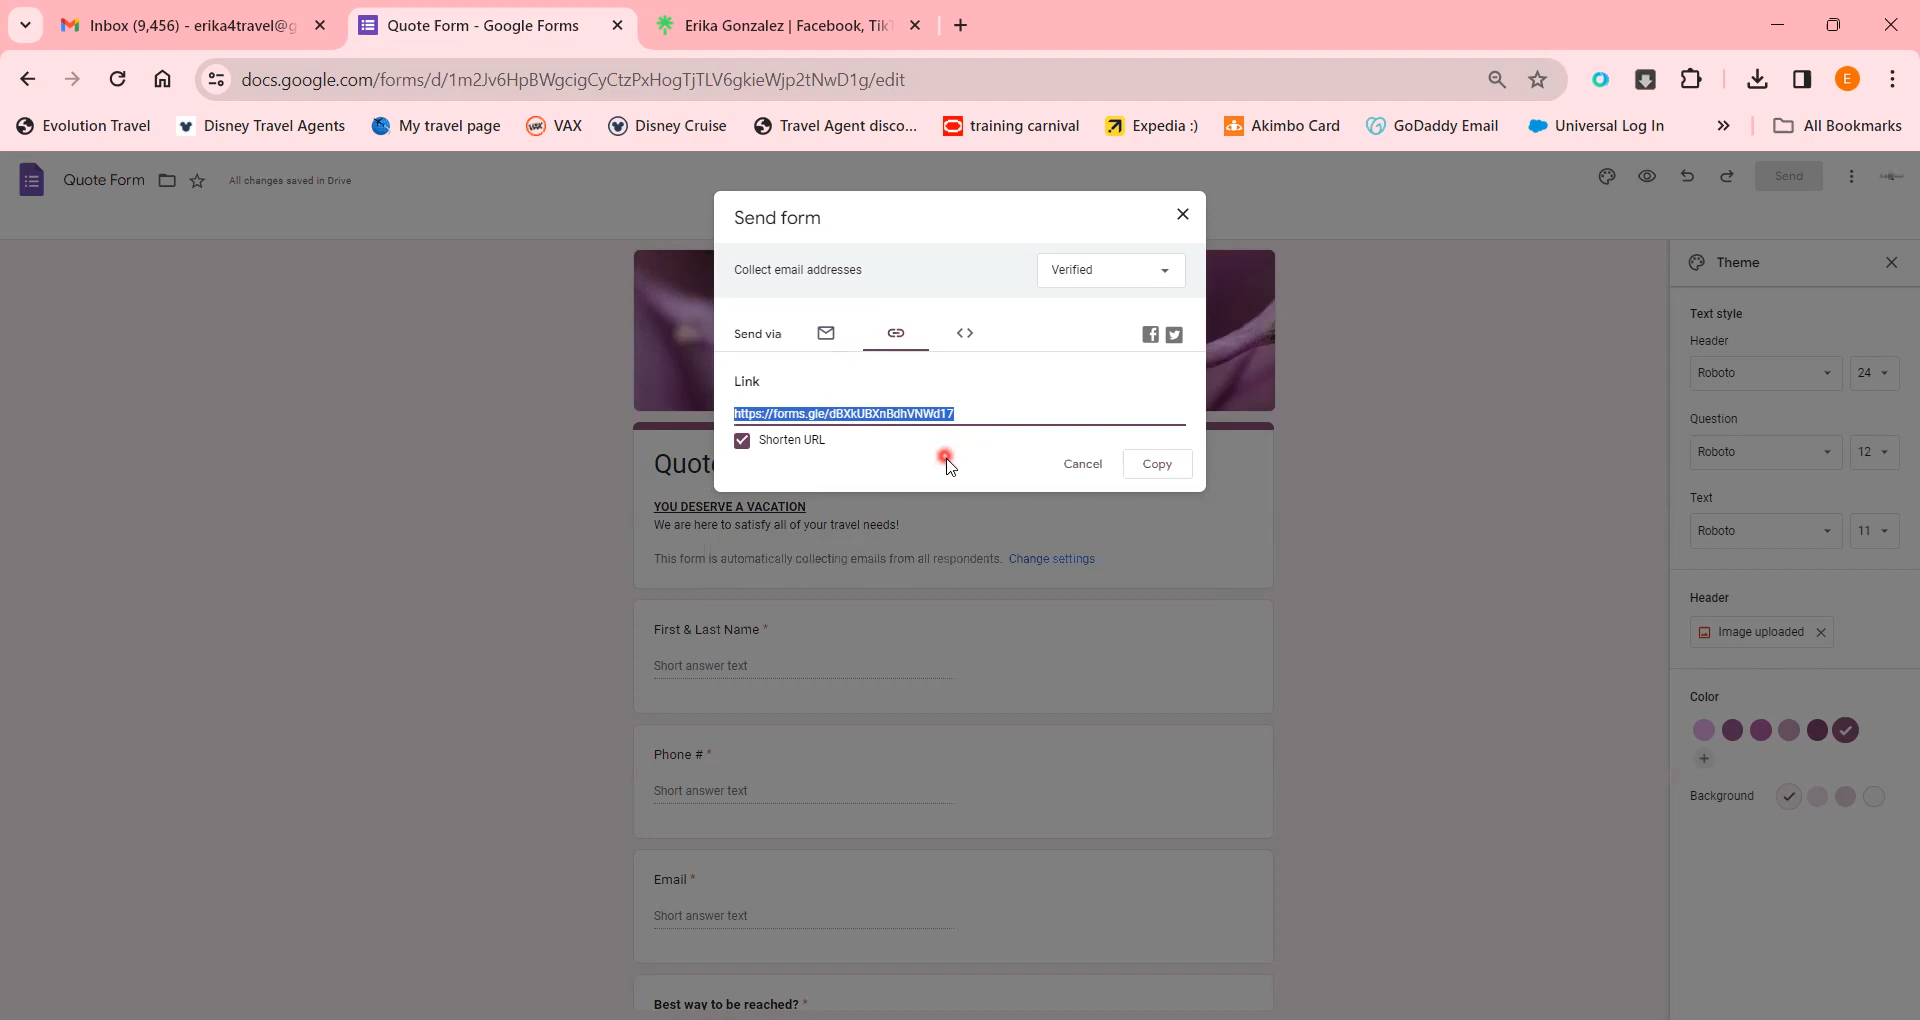 Inbox (9,456) - erika4travel@g
Quote Form - Google Forms
Erika Gonzalez | Facebook, TikT
docs.google.com/forms/d/1m2Jv6HpBWgcigCyCtzPxHogTjTLV6gkieWjp2tNwD1g/edit
E
Evolution Travel
Disney Travel Agents
My travel page
VAX
Disney Cruise
Travel Agent disco...
training carnival
Expedia :)
Akimbo Card
GoDaddy Email
Universal Log In
All Bookmarks
Quote Form
All changes saved in Drive
Send
Send form
Collect email addresses
Verified
Send via
Link
https://forms.gle/dBXkUBXnBdhVNWd17
Shorten URL
Cancel
Copy
Quot
YOU DESERVE A VACATION
We are here to satisfy all of your travel needs!
This form is automatically collecting emails from all respondents. Change settings
First & Last Name *
Short answer text
Phone # *
Short answer text
Email *
Short answer text
Best way to be reached? *
Theme
Text style
Header
Roboto
24
Question
Roboto
12
Text
Roboto
11
Header
Image uploaded
Color
Background